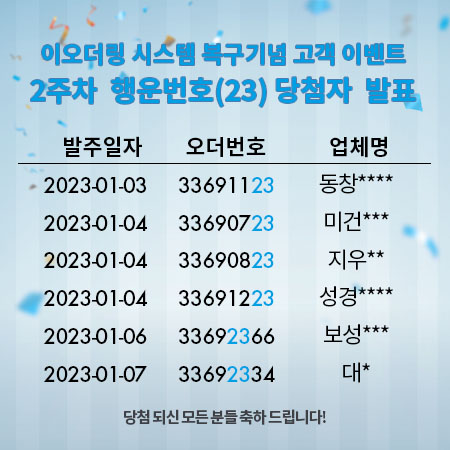 이오더링 시스템 복구기념 고객 이벤트
2주차 행운번호(23) 당첨자 발표
발주일자 오더번호 업체명
2023-01-03 33691123 동창****
2023-01-04 33690723 미건***
2023-01-04 33690823 지우**
2023-01-04 33691223 성경****
2023-01-06 33692366 보성***
2023-01-07 33692334 대*
당첨 되신 모든 분들 축하 드립니다!